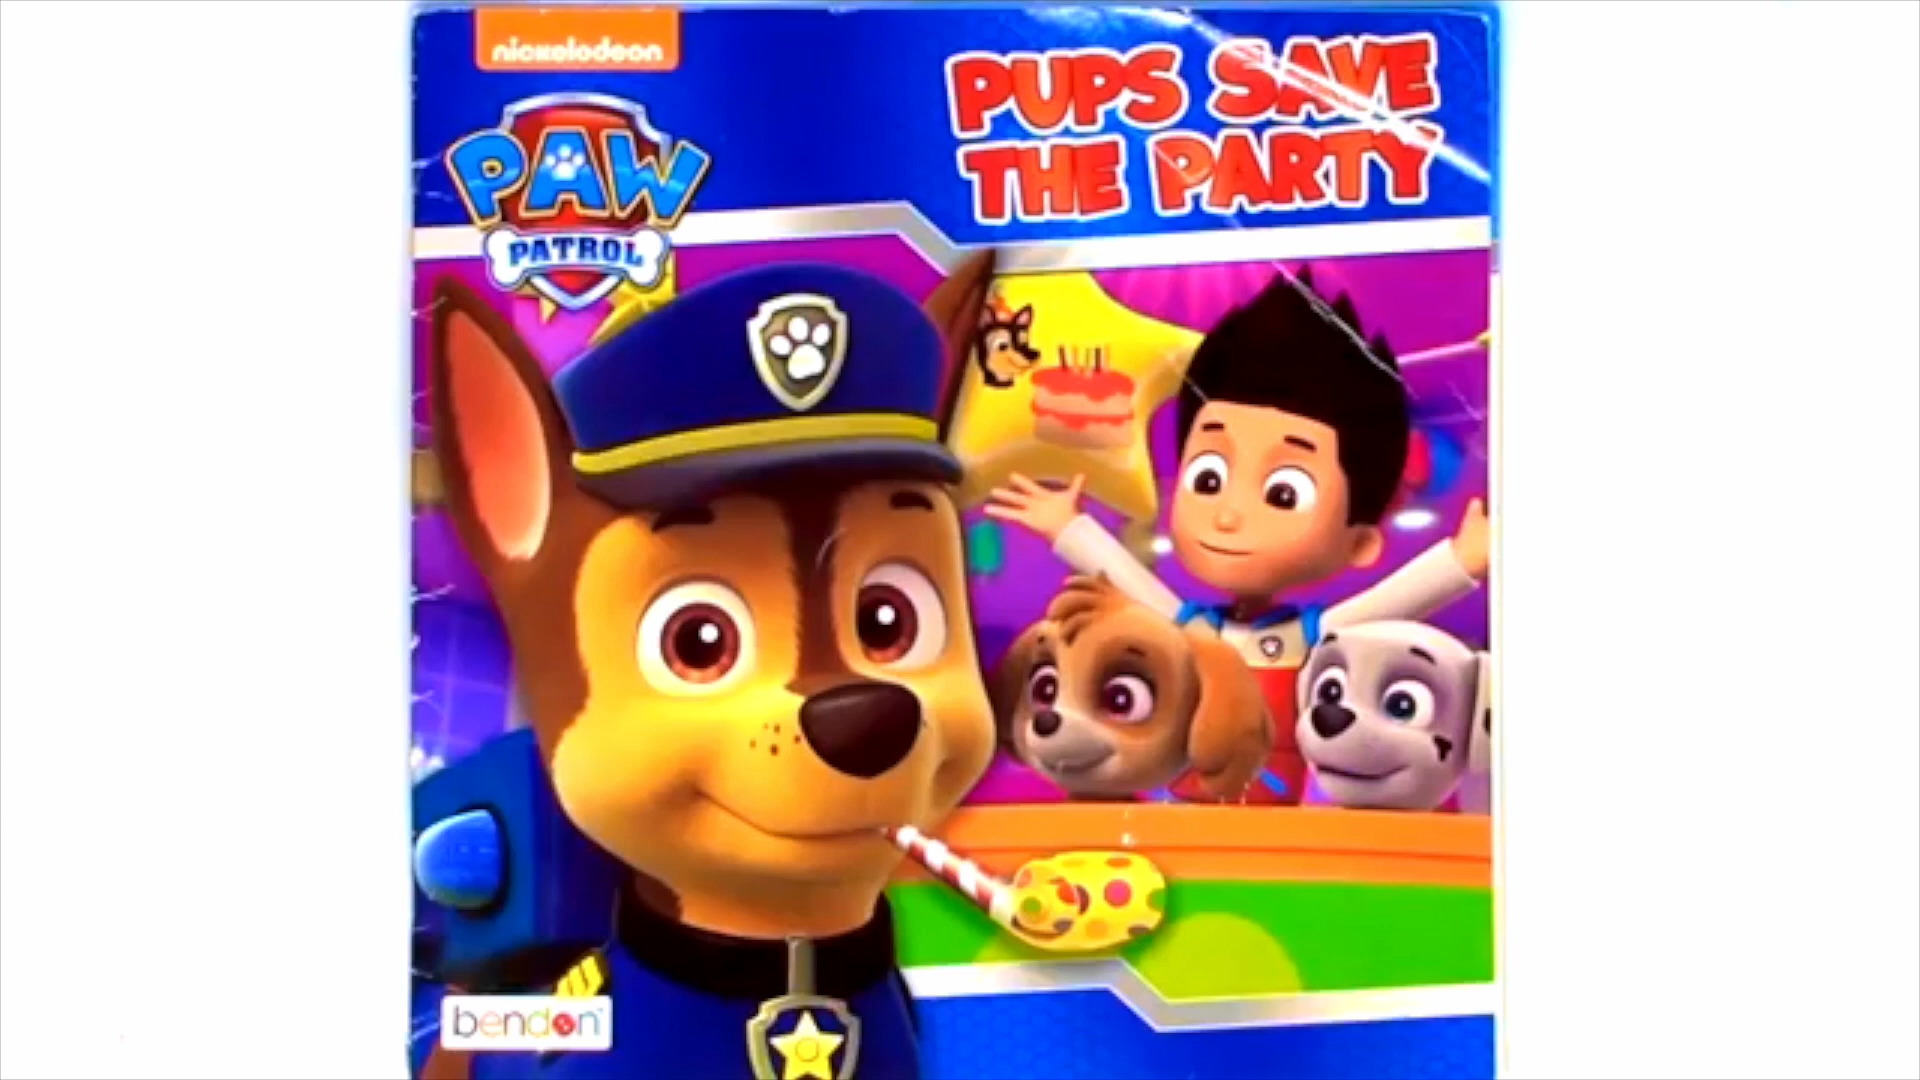 nickelodeon
PAW
PATROL
PUPS SAVE
THE PARTY
bendon